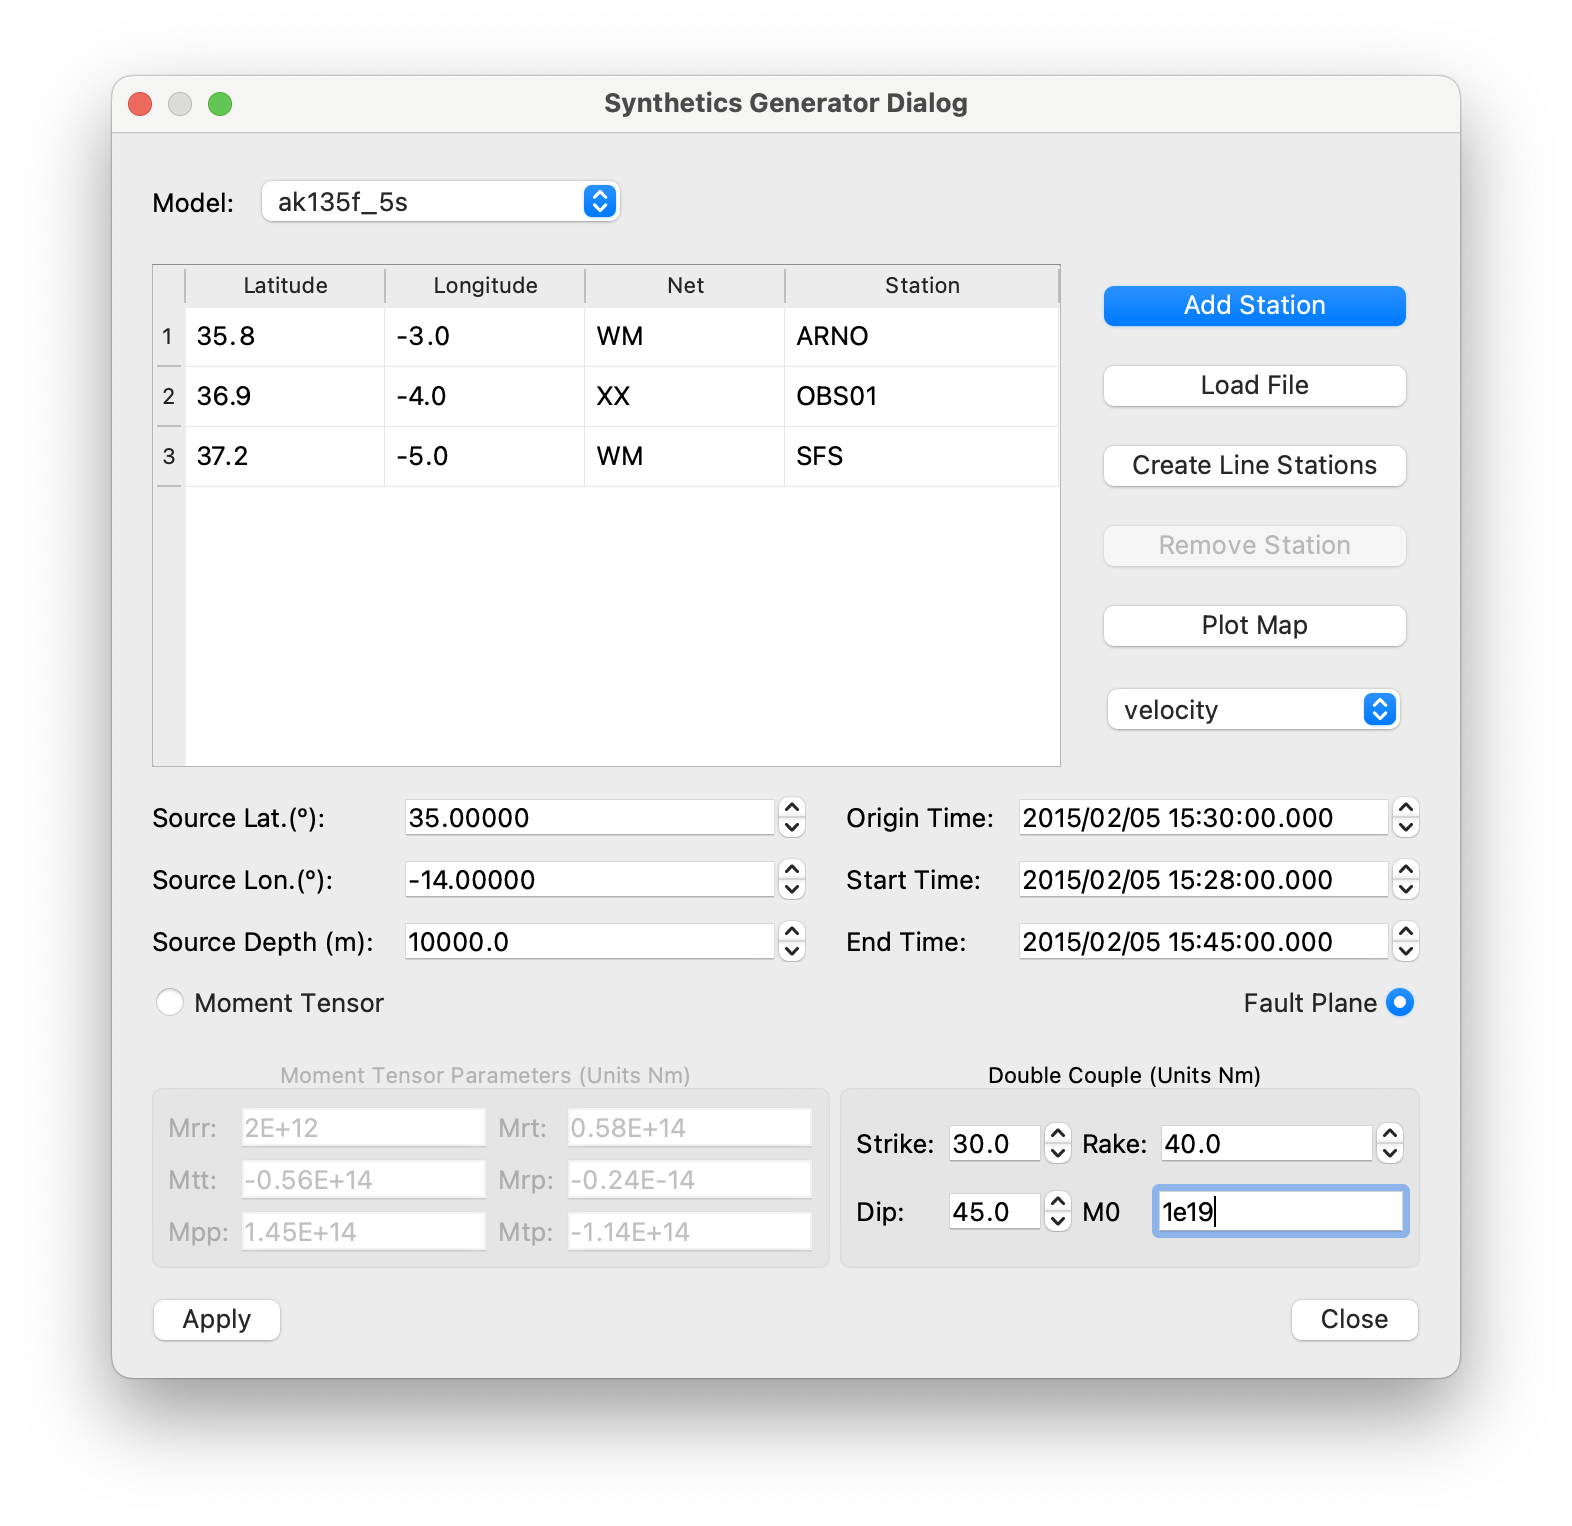 Synthetics Generator Dialog
Model: ak135f_5s
Latitude Longitude Net Station
1 35.8 -3.0 WM ARNO
2 36.9 -4.0 XX OBS01
3 37.2 -5.0 WM SFS
Add Station
Load File
Create Line Stations
Remove Station
Plot Map
velocity
Source Lat.(º): 35.00000 Origin Time: 2015/02/05 15:30:00.000
Source Lon.(º): -14.00000 Start Time: 2015/02/05 15:28:00.000
Source Depth (m): 10000.0 End Time: 2015/02/05 15:45:00.000
Moment Tensor Fault Plane
Moment Tensor Parameters (Units Nm)
Mrr: 2E+12 Mrt: 0.58E+14
Mtt: -0.56E+14 Mrp: -0.24E-14
Mpp: 1.45E+14 Mtp: -1.14E+14
Double Couple (Units Nm)
Strike: 30.0 Rake: 40.0
Dip: 45.0 M0 1e19
Apply Close